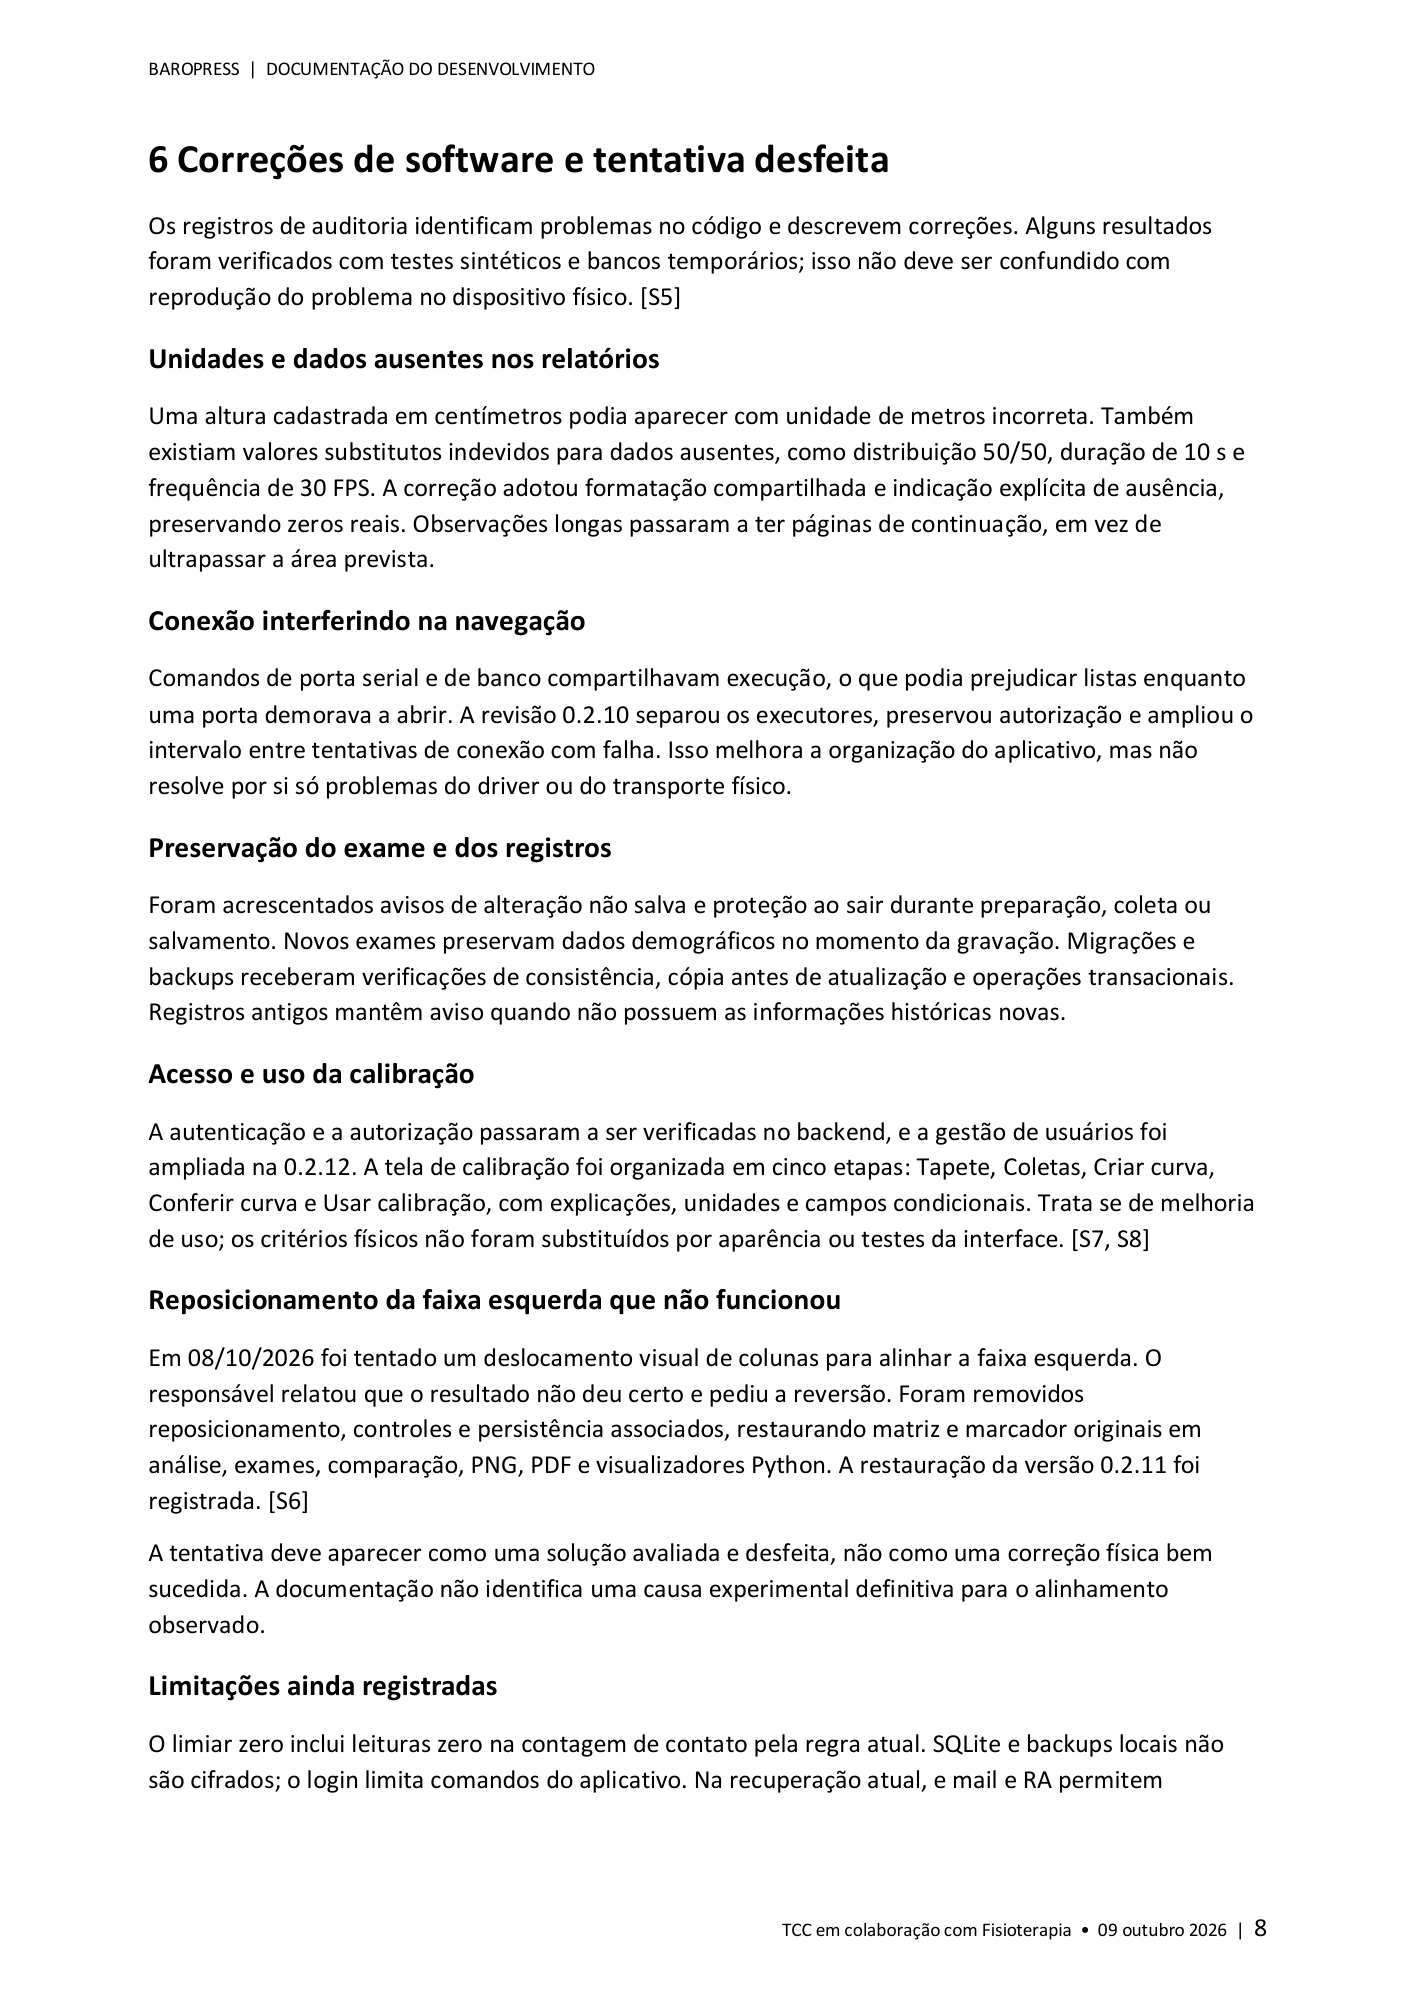 BAROPRESS | DOCUMENTAÇÃO DO DESENVOLVIMENTO
6 Correções de software e tentativa desfeita
Os registros de auditoria identificam problemas no código e descrevem correções. Alguns resultados
foram verificados com testes sintéticos e bancos temporários; isso não deve ser confundido com
reprodução do problema no dispositivo físico. [S5]
Unidades e dados ausentes nos relatórios
Uma altura cadastrada em centímetros podia aparecer com unidade de metros incorreta. Também
existiam valores substitutos indevidos para dados ausentes, como distribuição 50/50, duração de 10 s e
frequência de 30 FPS. A correção adotou formatação compartilhada e indicação explícita de ausência,
preservando zeros reais. Observações longas passaram a ter páginas de continuação, em vez de
ultrapassar a área prevista.
Conexão interferindo na navegação
Comandos de porta serial e de banco compartilhavam execução, o que podia prejudicar listas enquanto
uma porta demorava a abrir. A revisão 0.2.10 separou os executores, preservou autorização e ampliou o
intervalo entre tentativas de conexão com falha. Isso melhora a organização do aplicativo, mas não
resolve por si só problemas do driver ou do transporte físico.
Preservação do exame e dos registros
Foram acrescentados avisos de alteração não salva e proteção ao sair durante preparação, coleta ou
salvamento. Novos exames preservam dados demográficos no momento da gravação. Migrações e
backups receberam verificações de consistência, cópia antes de atualização e operações transacionais.
Registros antigos mantêm aviso quando não possuem as informações históricas novas.
Acesso e uso da calibração
A autenticação e a autorização passaram a ser verificadas no backend, e a gestão de usuários foi
ampliada na 0.2.12. A tela de calibração foi organizada em cinco etapas: Tapete, Coletas, Criar curva,
Conferir curva e Usar calibração, com explicações, unidades e campos condicionais. Trata se de melhoria
de uso; os critérios físicos não foram substituídos por aparência ou testes da interface. [S7, S8]
Reposicionamento da faixa esquerda que não funcionou
Em 08/10/2026 foi tentado um deslocamento visual de colunas para alinhar a faixa esquerda. O
responsável relatou que o resultado não deu certo e pediu a reversão. Foram removidos
reposicionamento, controles e persistência associados, restaurando matriz e marcador originais em
análise, exames, comparação, PNG, PDF e visualizadores Python. A restauração da versão 0.2.11 foi
registrada. [S6]
A tentativa deve aparecer como uma solução avaliada e desfeita, não como uma correção física bem
sucedida. A documentação não identifica uma causa experimental definitiva para o alinhamento
observado.
Limitações ainda registradas
O limiar zero inclui leituras zero na contagem de contato pela regra atual. SQLite e backups locais não
são cifrados; o login limita comandos do aplicativo. Na recuperação atual, e mail e RA permitem
TCC em colaboração com Fisioterapia • 09 outubro 2026 | 8